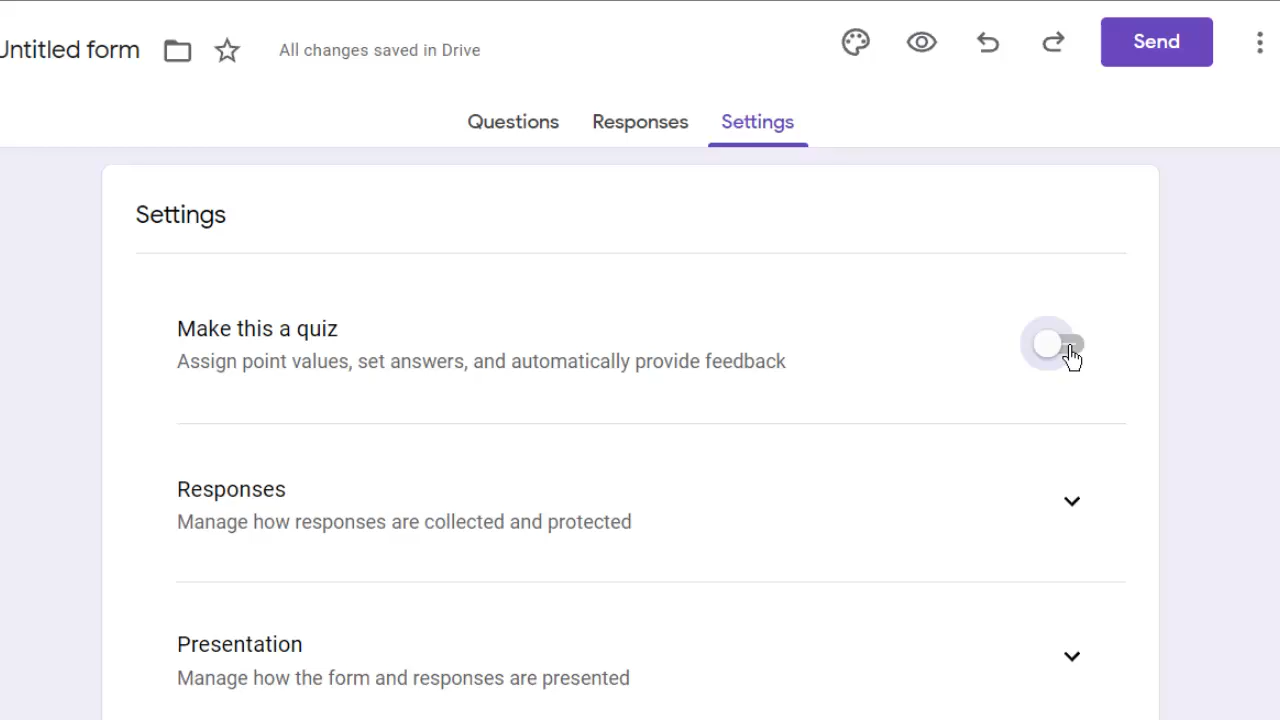 Untitled form
All changes saved in Drive
Send
Questions
Responses
Settings
Settings
Make this a quiz
Assign point values, set answers, and automatically provide feedback
Responses
Manage how responses are collected and protected
Presentation
Manage how the form and responses are presented